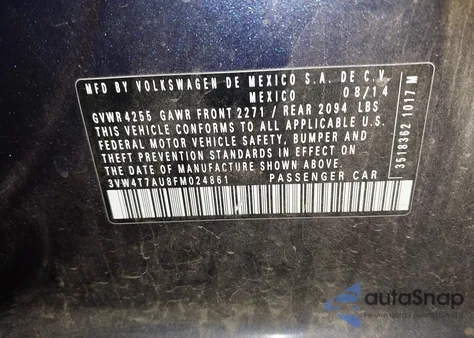 MFD BY VOLKSWAGEN DE MEXICO S.A. DE C.V.
MEXICO 08/14
GVWR4255 GAWR FRONT 2271 / REAR 2094 LBS
THIS VEHICLE CONFORMS TO ALL APPLICABLE U.S.
FEDERAL MOTOR VEHICLE SAFETY, BUMPER AND
THEFT PREVENTION STANDARDS IN EFFECT ON
THE DATE OF MANUFACTURE SHOWN ABOVE.
3VW4T7AU8FM024861 PASSENGER CAR
3518362 1017 M
autoSnap